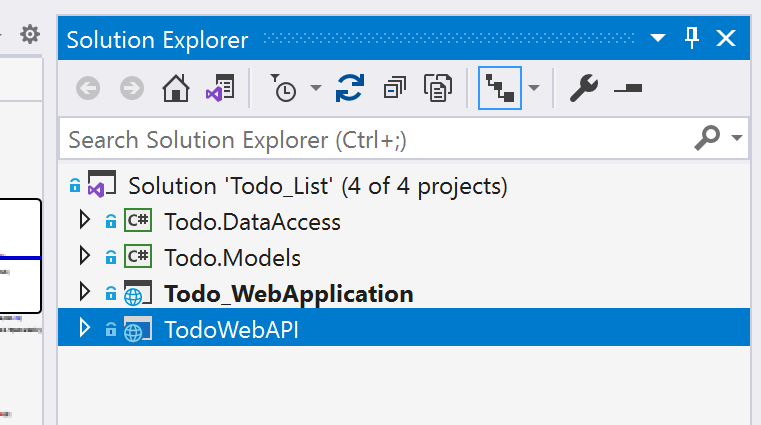 Solution Explorer
Search Solution Explorer (Ctrl+;)
Solution 'Todo_List' (4 of 4 projects)
C# Todo.DataAccess
C# Todo.Models
Todo_WebApplication
TodoWebAPI